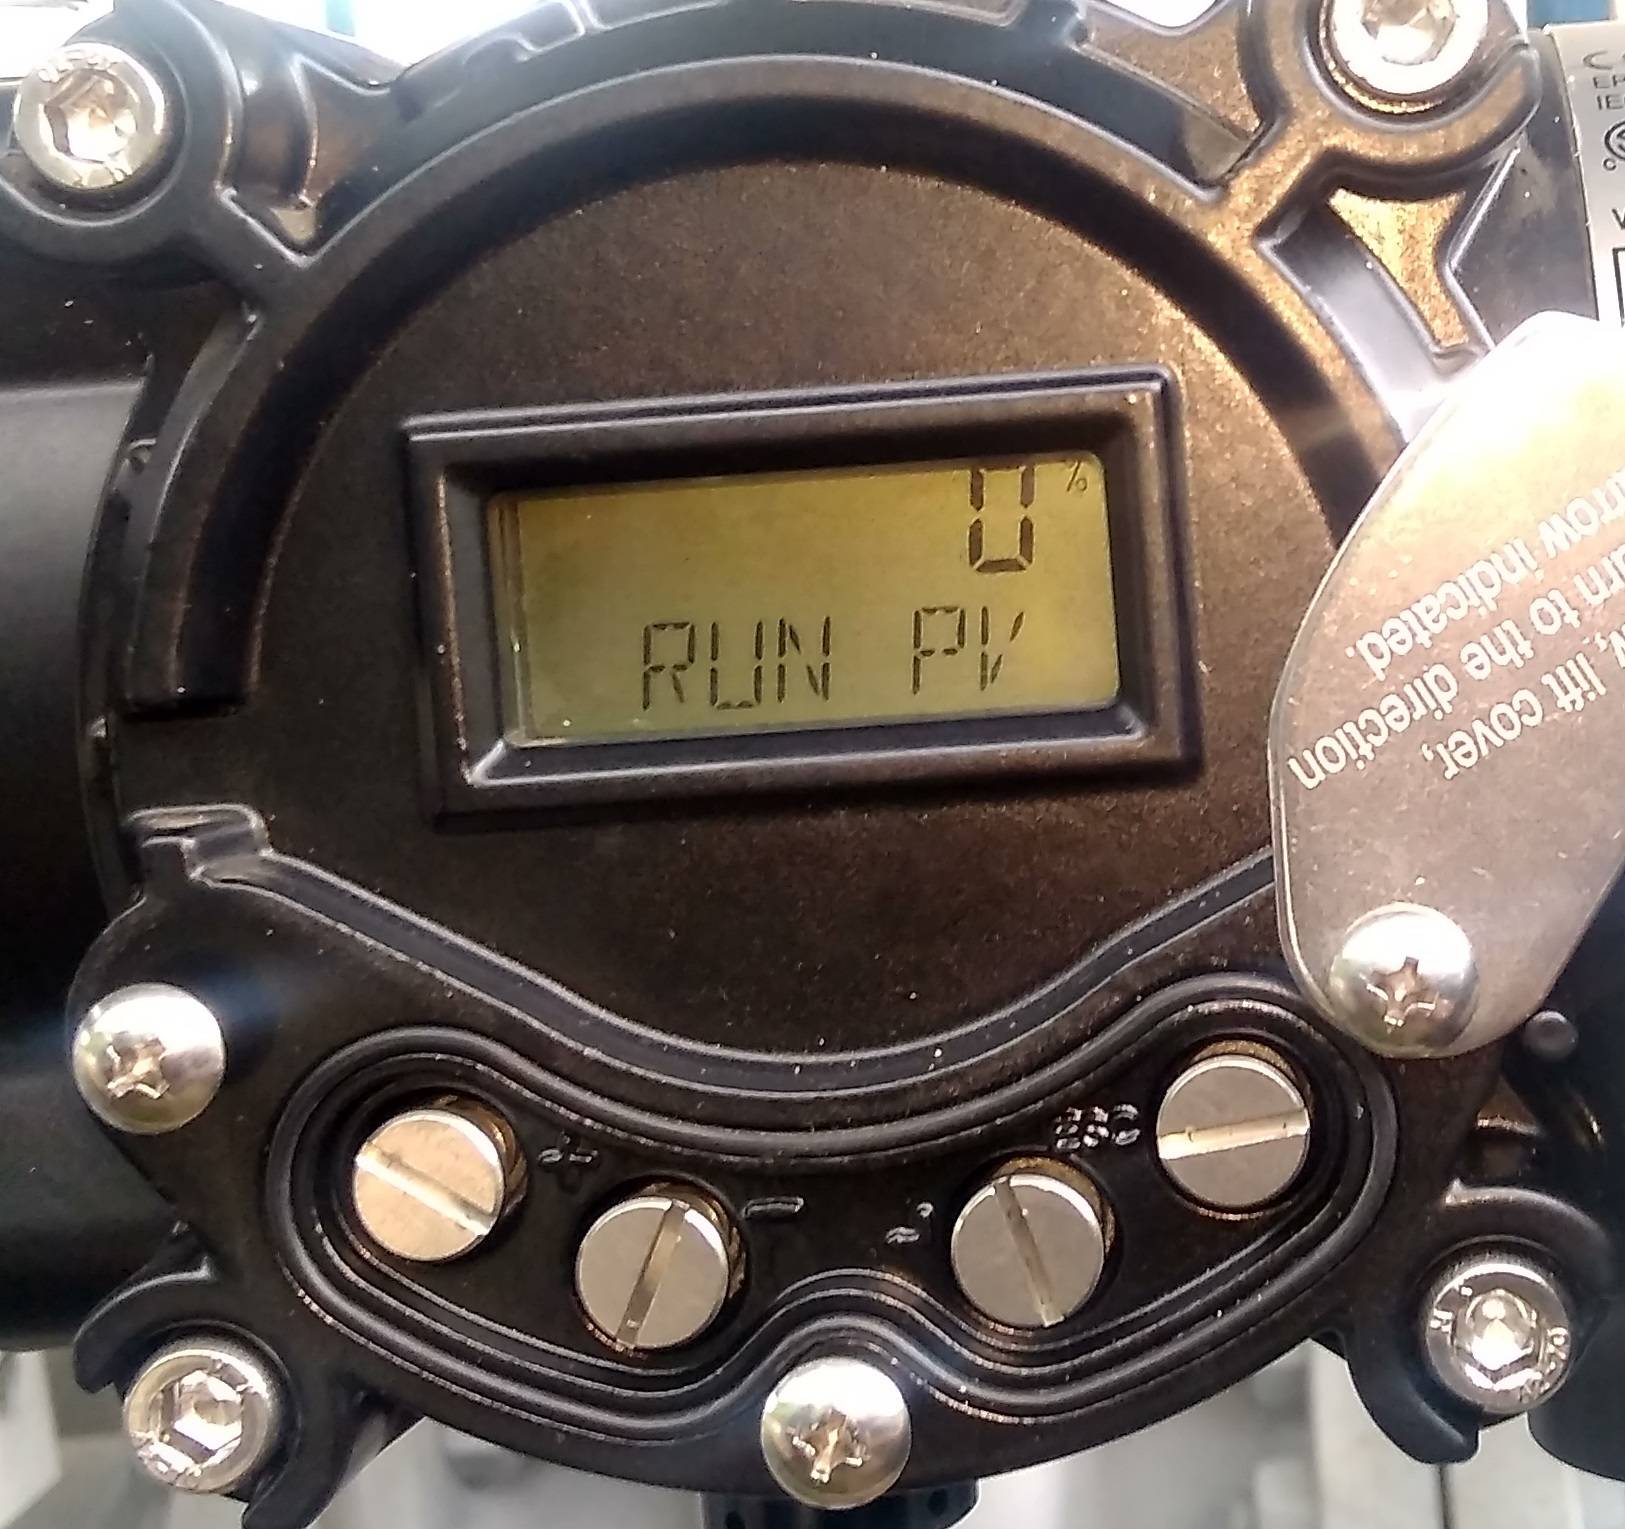 0 %
RUN PV
lift cover,
turn to the direction
arrow indicated.
+
-
ESC